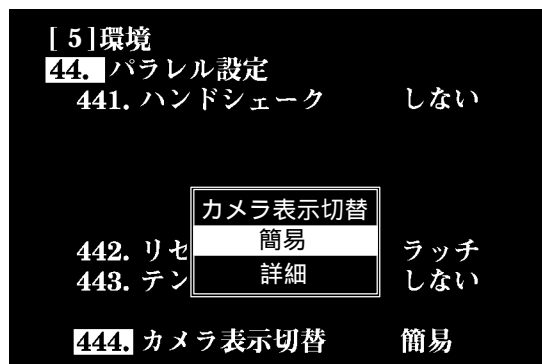 [ 5]環境
44. パラレル設定
441. ハンドシェーク しない
カメラ表示切替
簡易
詳細
442. リセ ラッチ
443. テン しない
444. カメラ表示切替 簡易